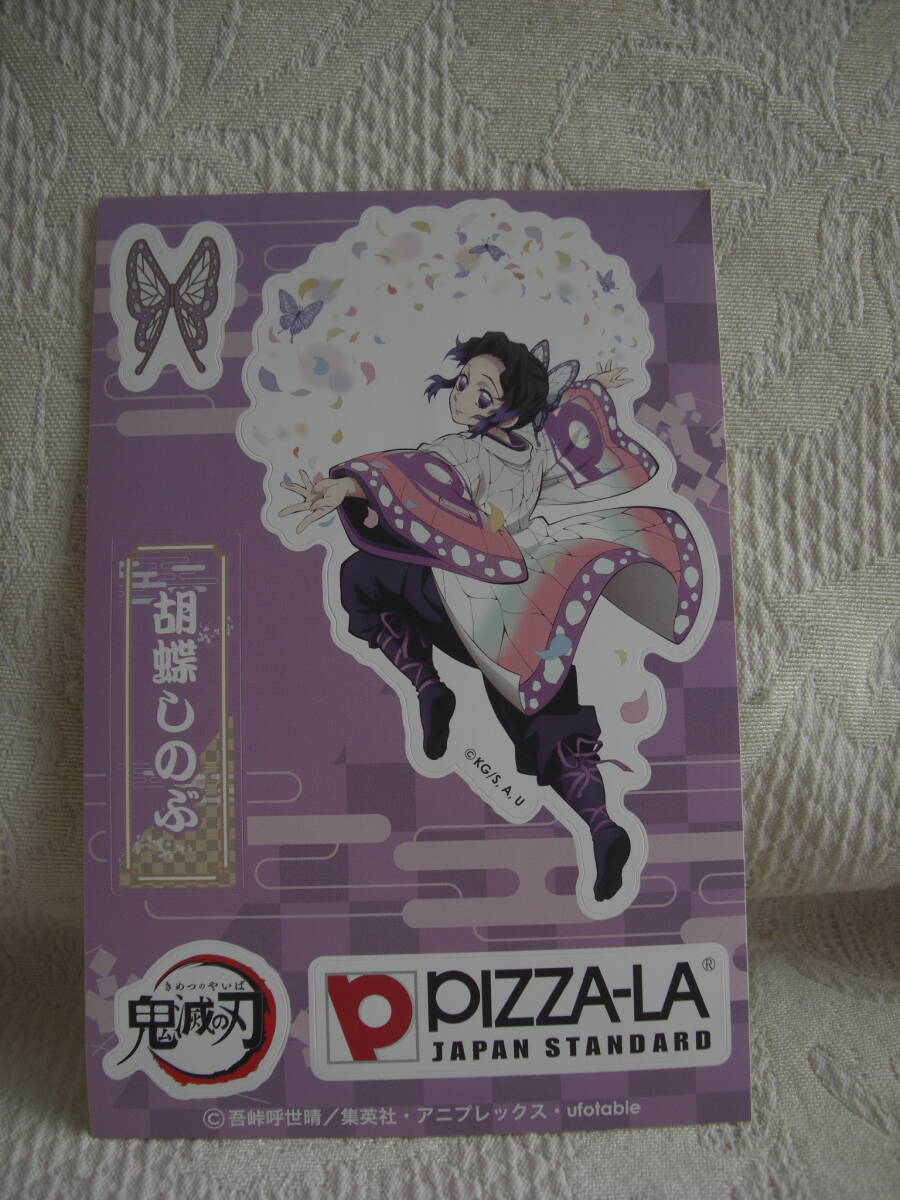 胡蝶しのぶ
©KG/S, A, U
きめつのやいば
鬼滅の刃
PIZZA-LA®
JAPAN STANDARD
©吾峠呼世晴／集英社・アニプレックス・ufotable